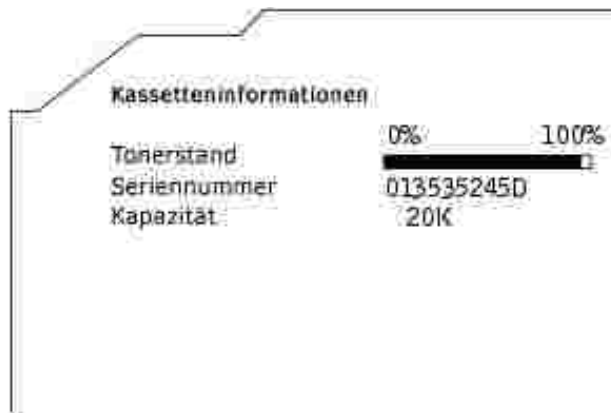 Kassetteninformationen
0% 100%
Tonerstand
Seriennummer 013535245D
Kapazität 20K